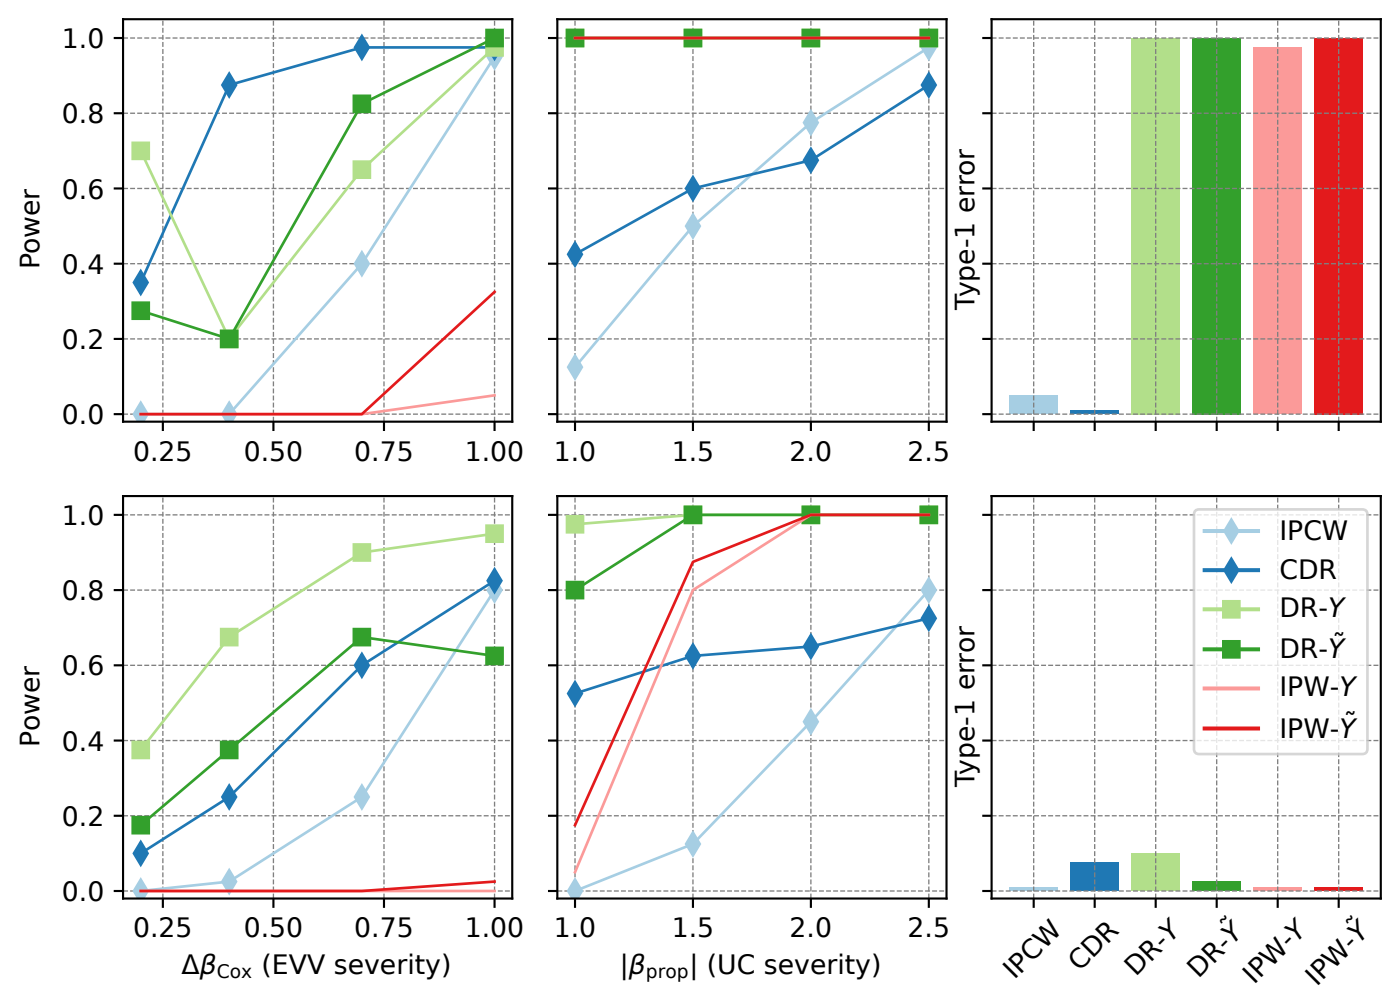 1.0
0.8
0.6
0.4
0.2
0.0
Power
0.25 0.50 0.75 1.00
1.0 1.5 2.0 2.5
Type-1 error
1.0
0.8
0.6
0.4
0.2
0.0
Power
0.25 0.50 0.75 1.00
Δβ_Cox (EVV severity)
1.0 1.5 2.0 2.5
|β_prop| (UC severity)
Type-1 error
IPCW
CDR
DR-Y
DR-Ỹ
IPW-Y
IPW-Ỹ
IPCW CDR DR-Y DR-Ỹ IPW-Y IPW-Ỹ